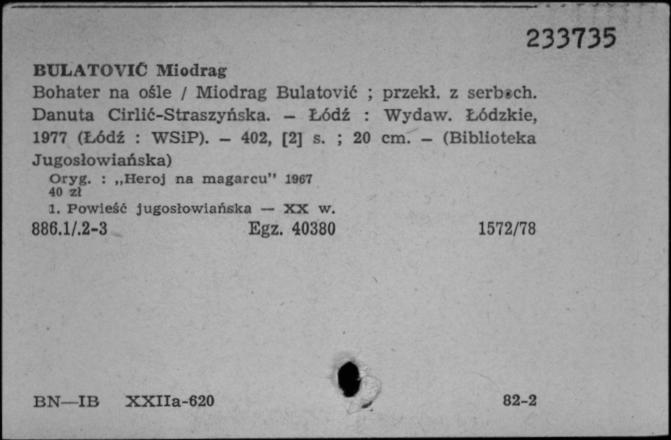 233735
BULATOVIĆ Miodrag
Bohater na ośle / Miodrag Bulatović ; przekł. z serboch.
Danuta Cirlić-Straszyńska. — Łódź : Wydaw. Łódzkie,
1977 (Łódź : WSiP). — 402, [2] s. ; 20 cm. — (Biblioteka
Jugosłowiańska)
Oryg. : „Heroj na magarcu" 1967
40 zł
1. Powieść jugosłowiańska — XX w.
886.1/.2-3 Egz. 40380 1572/78
BN—IB XXIIa-620 82-2